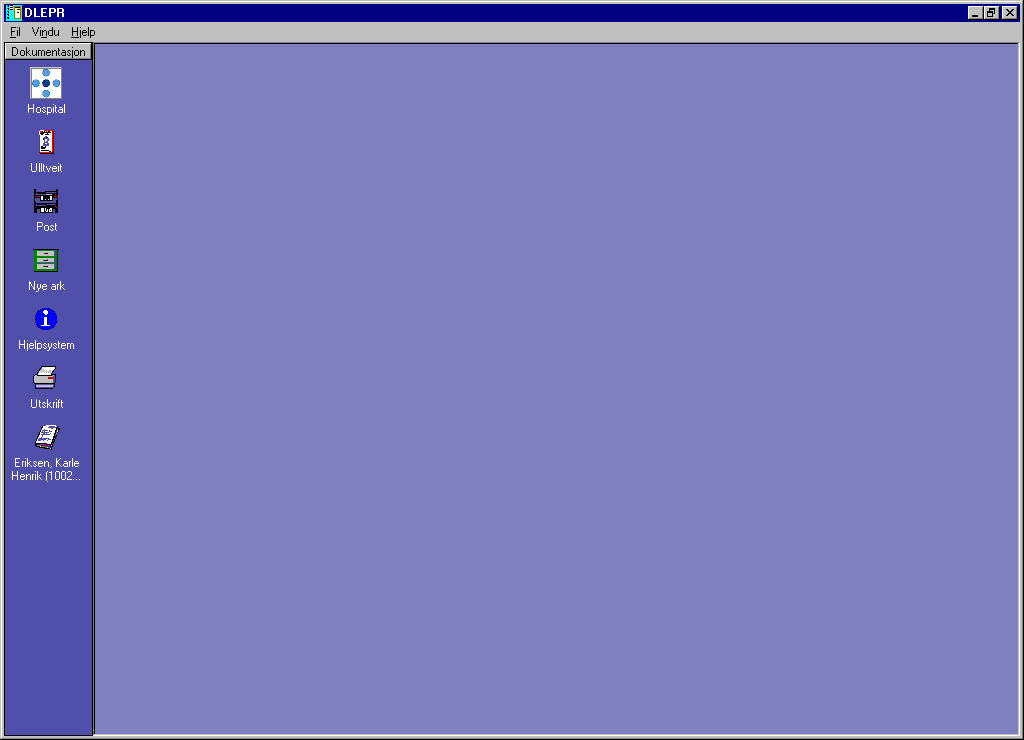 DLEPR
Fil Vindu Hjelp
Dokumentasjon
Hospital
Ulltveit
Post
Nye ark
Hjelpsystem
Utskrift
Eriksen, Karle
Henrik (1002...